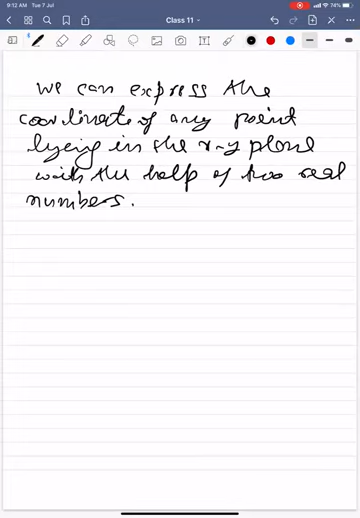 9:12 AM Tue 7 Jul
74%
Class 11
we can express the
coordinate of any point
lying in the x-y plane
with the help of two real
numbers.